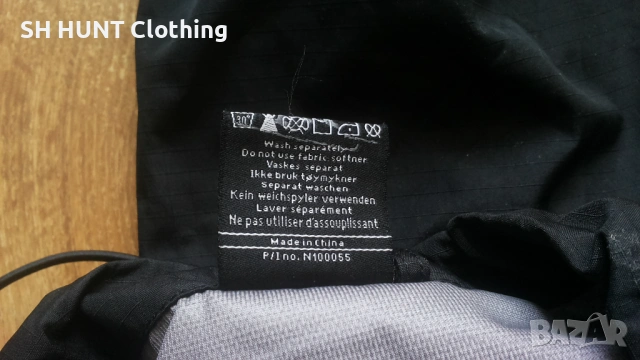 SH HUNT Clothing
30°
Wash separately
Do not use fabric softner
Vaskes separat
Ikke bruk tøymykner
Separat waschen
Kein weichspyler verwenden
Laver séparément
Ne pas utiliser d'assouplissant
Made in China
P/I no. N100055
BAZAR